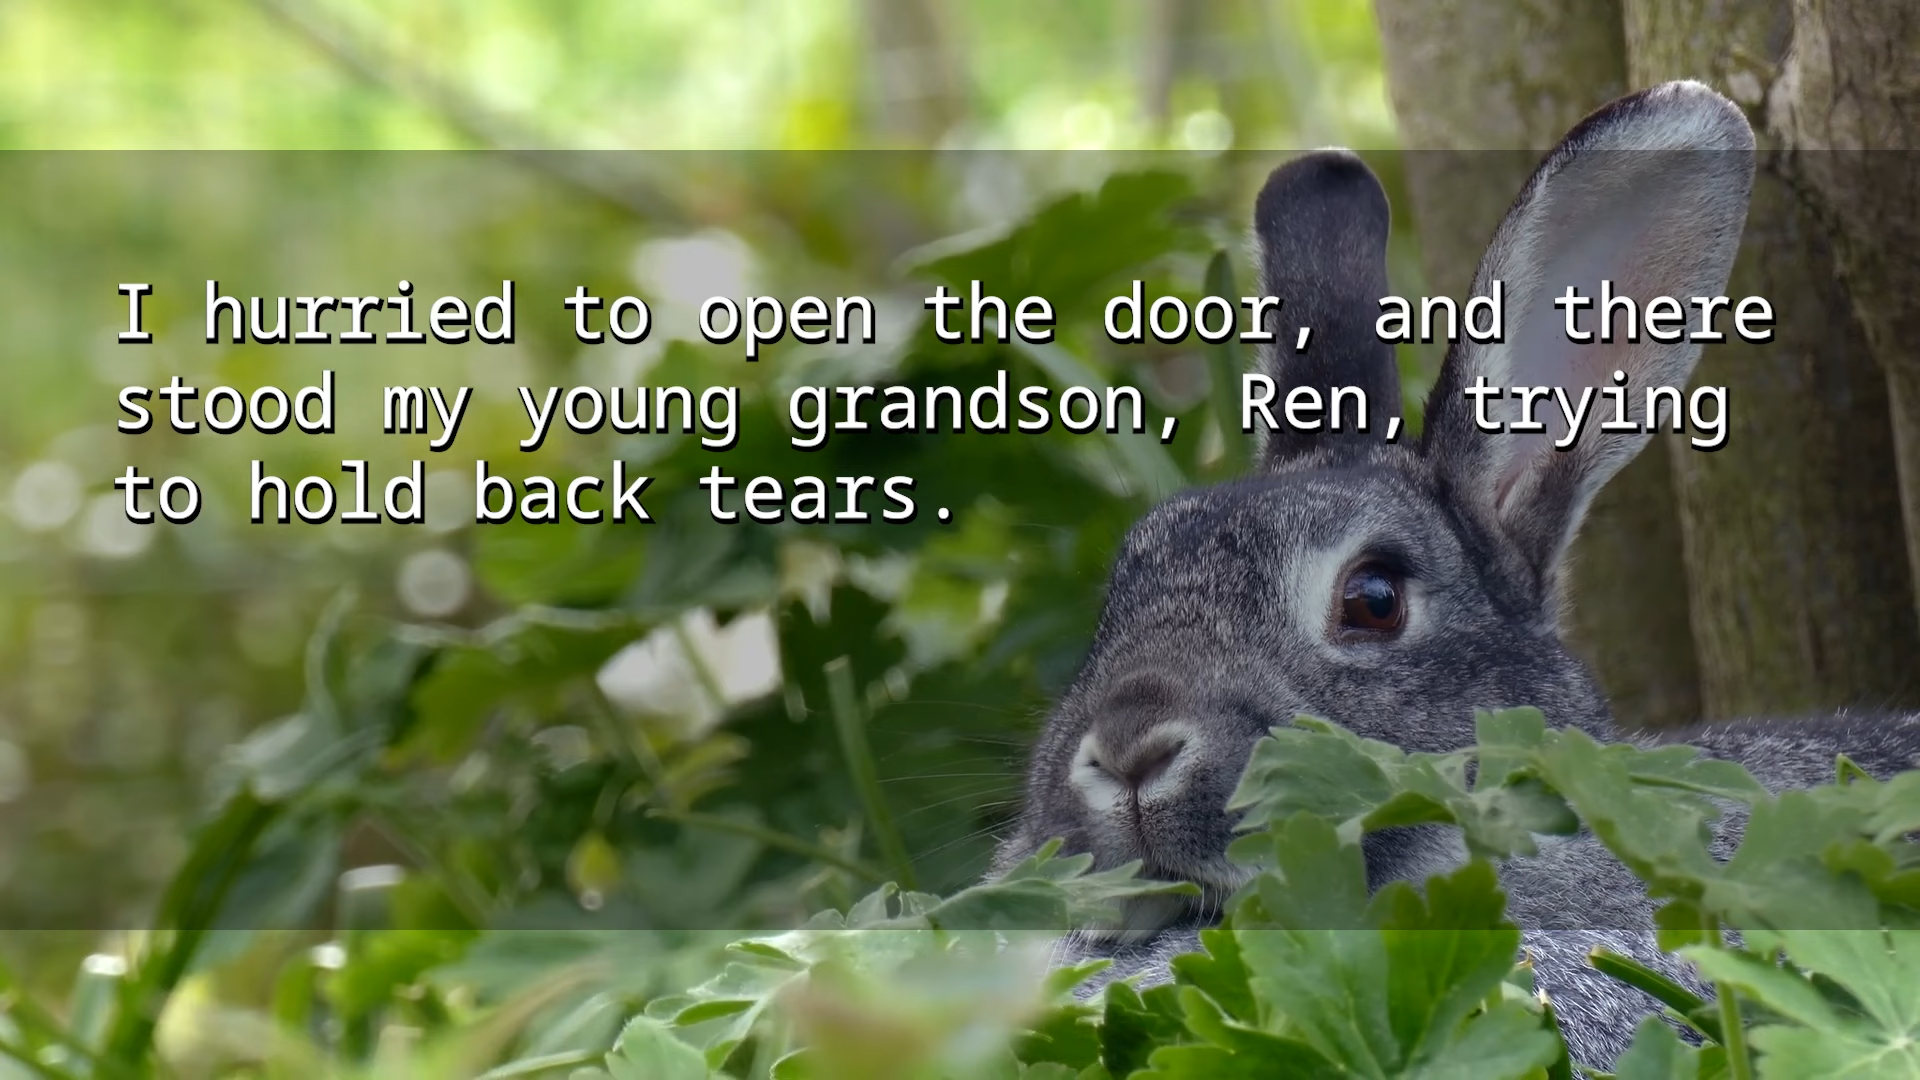 I hurried to open the door, and there
stood my young grandson, Ren, trying
to hold back tears.